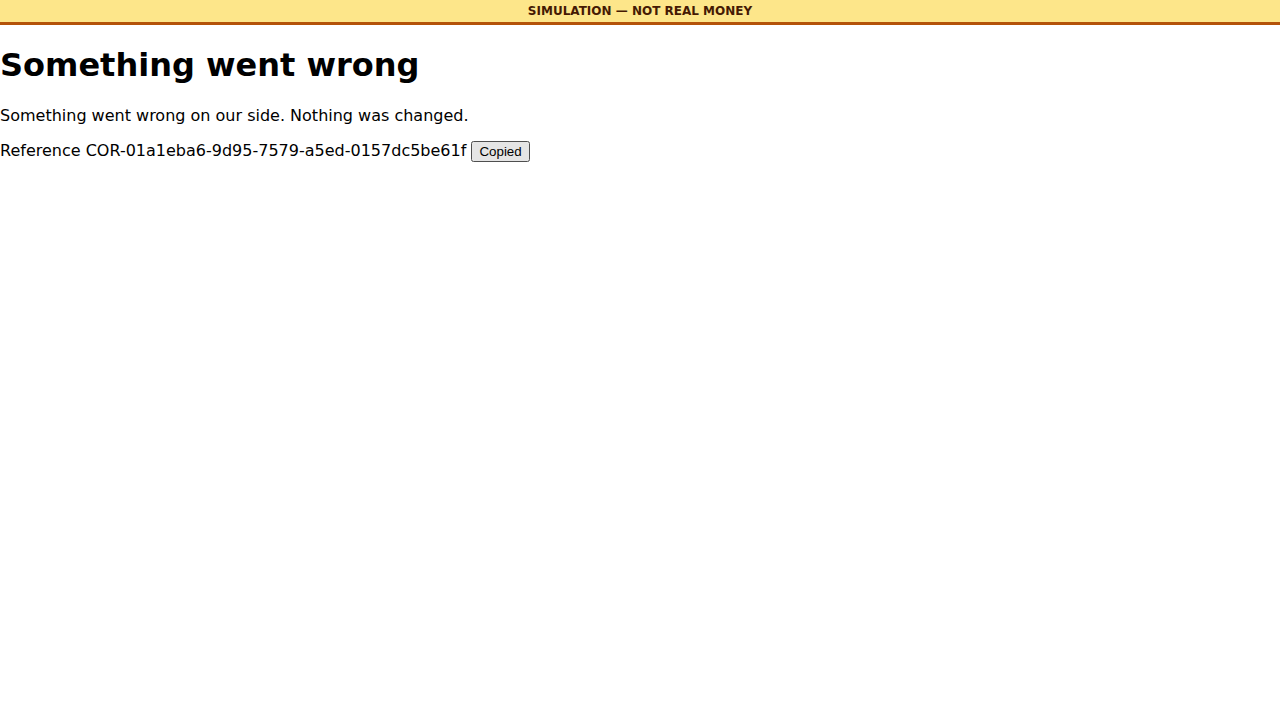 SIMULATION — NOT REAL MONEY
Something went wrong
Something went wrong on our side. Nothing was changed.
Reference COR-01a1eba6-9d95-7579-a5ed-0157dc5be61f Copied